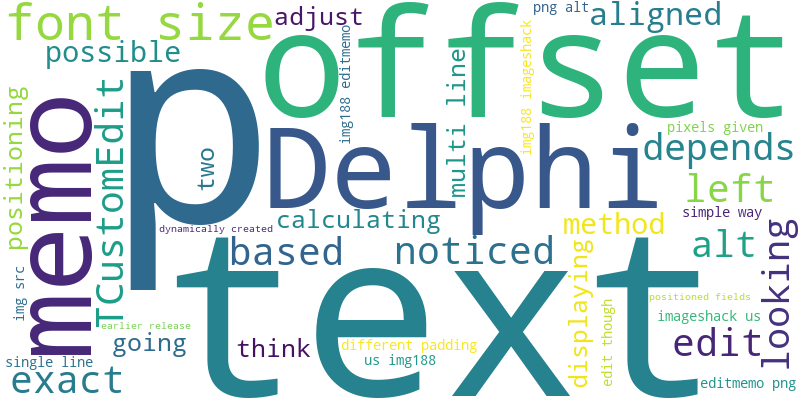 font size
adjust
png alt
aligned
possible
offset
p
img188 editmemo
img188 imageshack
multi line
positioning
memo
TCustomEdit
two
Delphi
pixels given
depends
left
simple way
calculating
method
dynamically created
based
noticed
alt
looking
displaying
text
img src
earlier release
going
think
different padding
us img188
edit though
positioned fields
imageshack us
edit
single line
exact
editmemo png